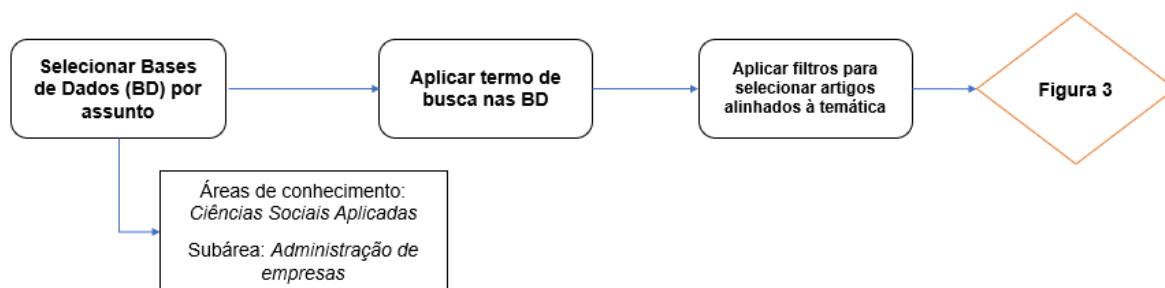 Selecionar Bases
de Dados (BD) por
assunto
Aplicar termo de
busca nas BD
Aplicar filtros para
selecionar artigos
alinhados à temática
Figura 3
Áreas de conhecimento:
Ciências Sociais Aplicadas
Subárea: Administração de
empresas